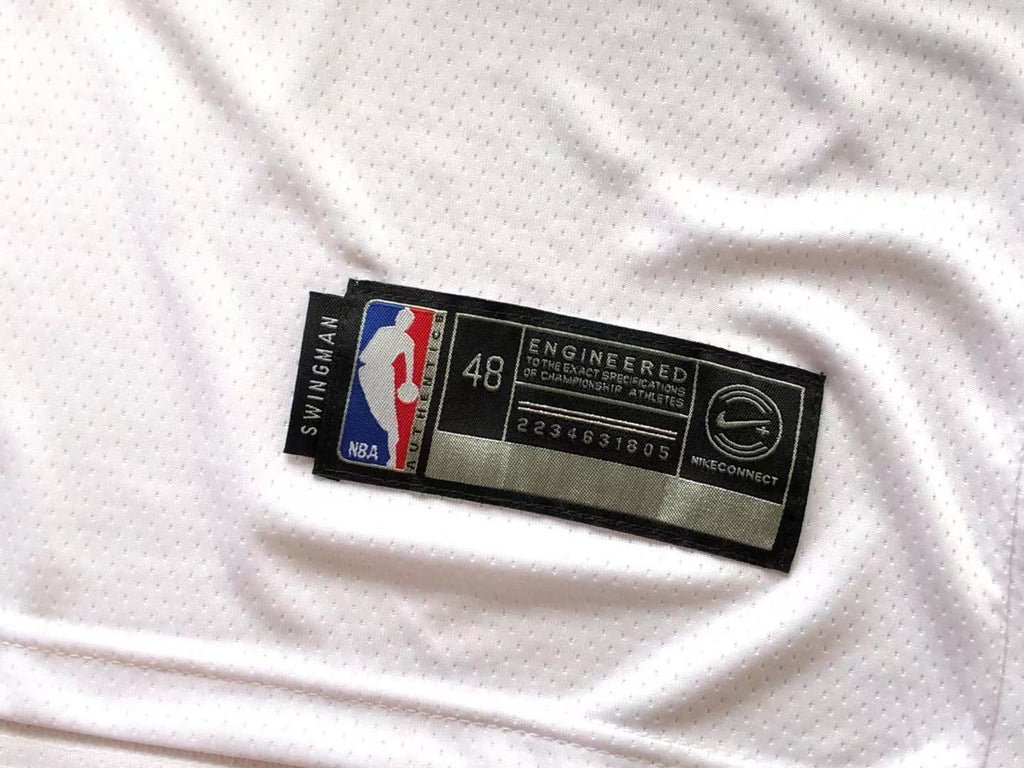 SWINGMAN
NBA
AUTHENTICS
48
ENGINEERED
TO THE EXACT SPECIFICATIONS
OF CHAMPIONSHIP ATHLETES
2234631805
NIKECONNECT